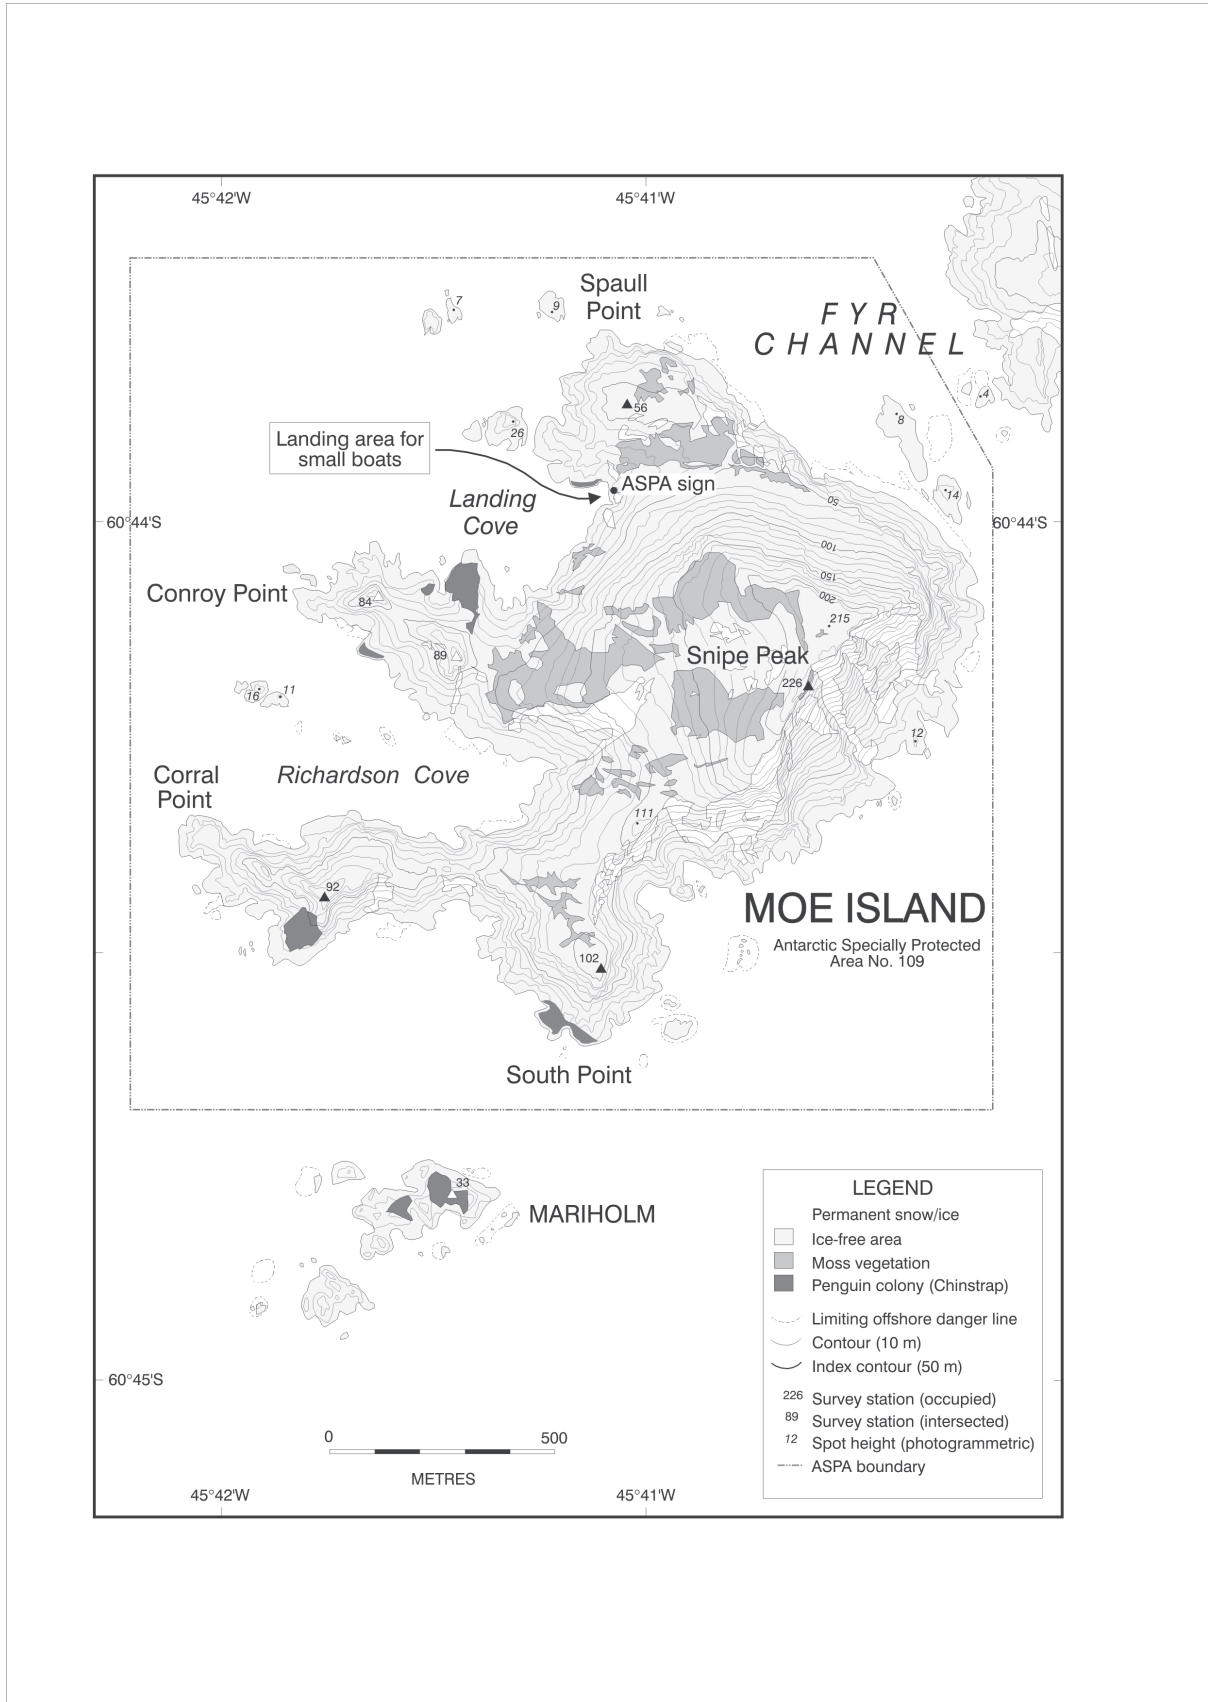 45°42'W
45°41'W
Spaull
Point
7
9
FYR
CHANNEL
4
56
8
26
Landing area for
small boats
ASPA sign
14
Landing
Cove
50
60°44'S
60°44'S
100
150
Conroy Point
84
200
215
89
Snipe Peak
226
16
11
12
Corral
Point
Richardson Cove
111
92
MOE ISLAND
Antarctic Specially Protected
Area No. 109
102
South Point
33
MARIHOLM
LEGEND
Permanent snow/ice
Ice-free area
Moss vegetation
Penguin colony (Chinstrap)
Limiting offshore danger line
Contour (10 m)
Index contour (50 m)
226 Survey station (occupied)
89 Survey station (intersected)
12 Spot height (photogrammetric)
ASPA boundary
60°45'S
0
500
METRES
45°42'W
45°41'W